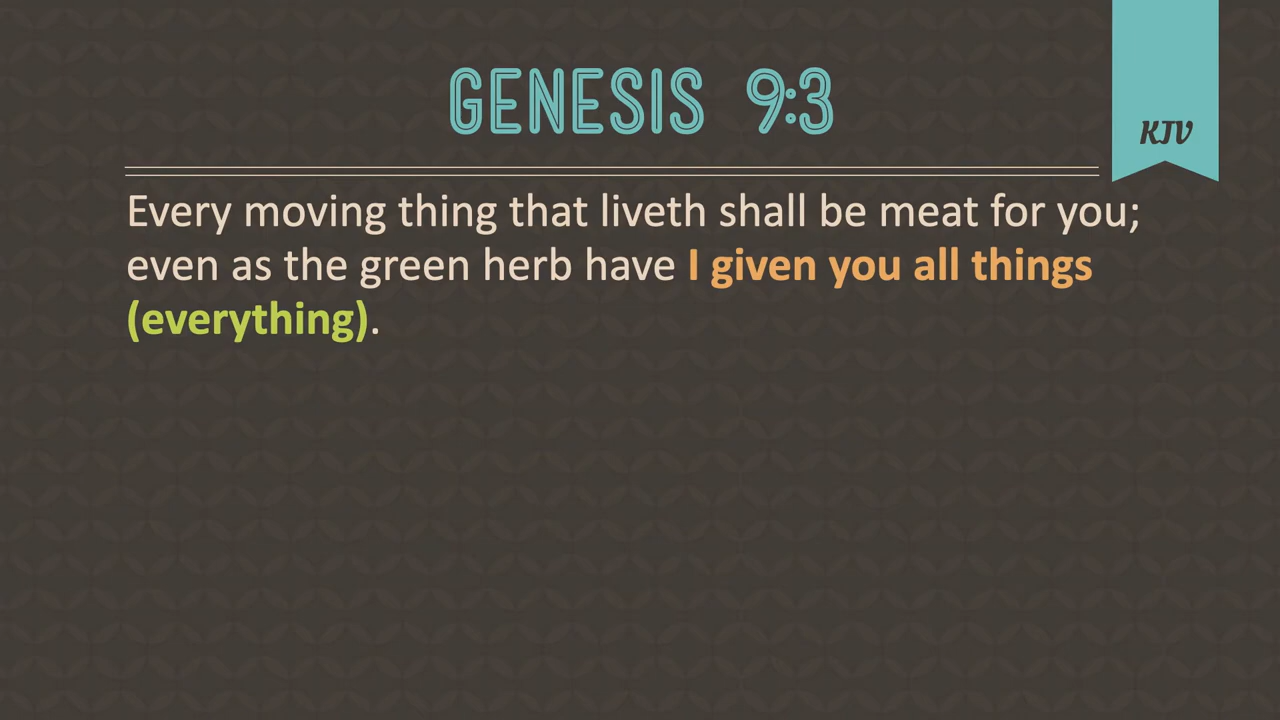 GENESIS 9:3
KJV
Every moving thing that liveth shall be meat for you;
even as the green herb have I given you all things
(everything).